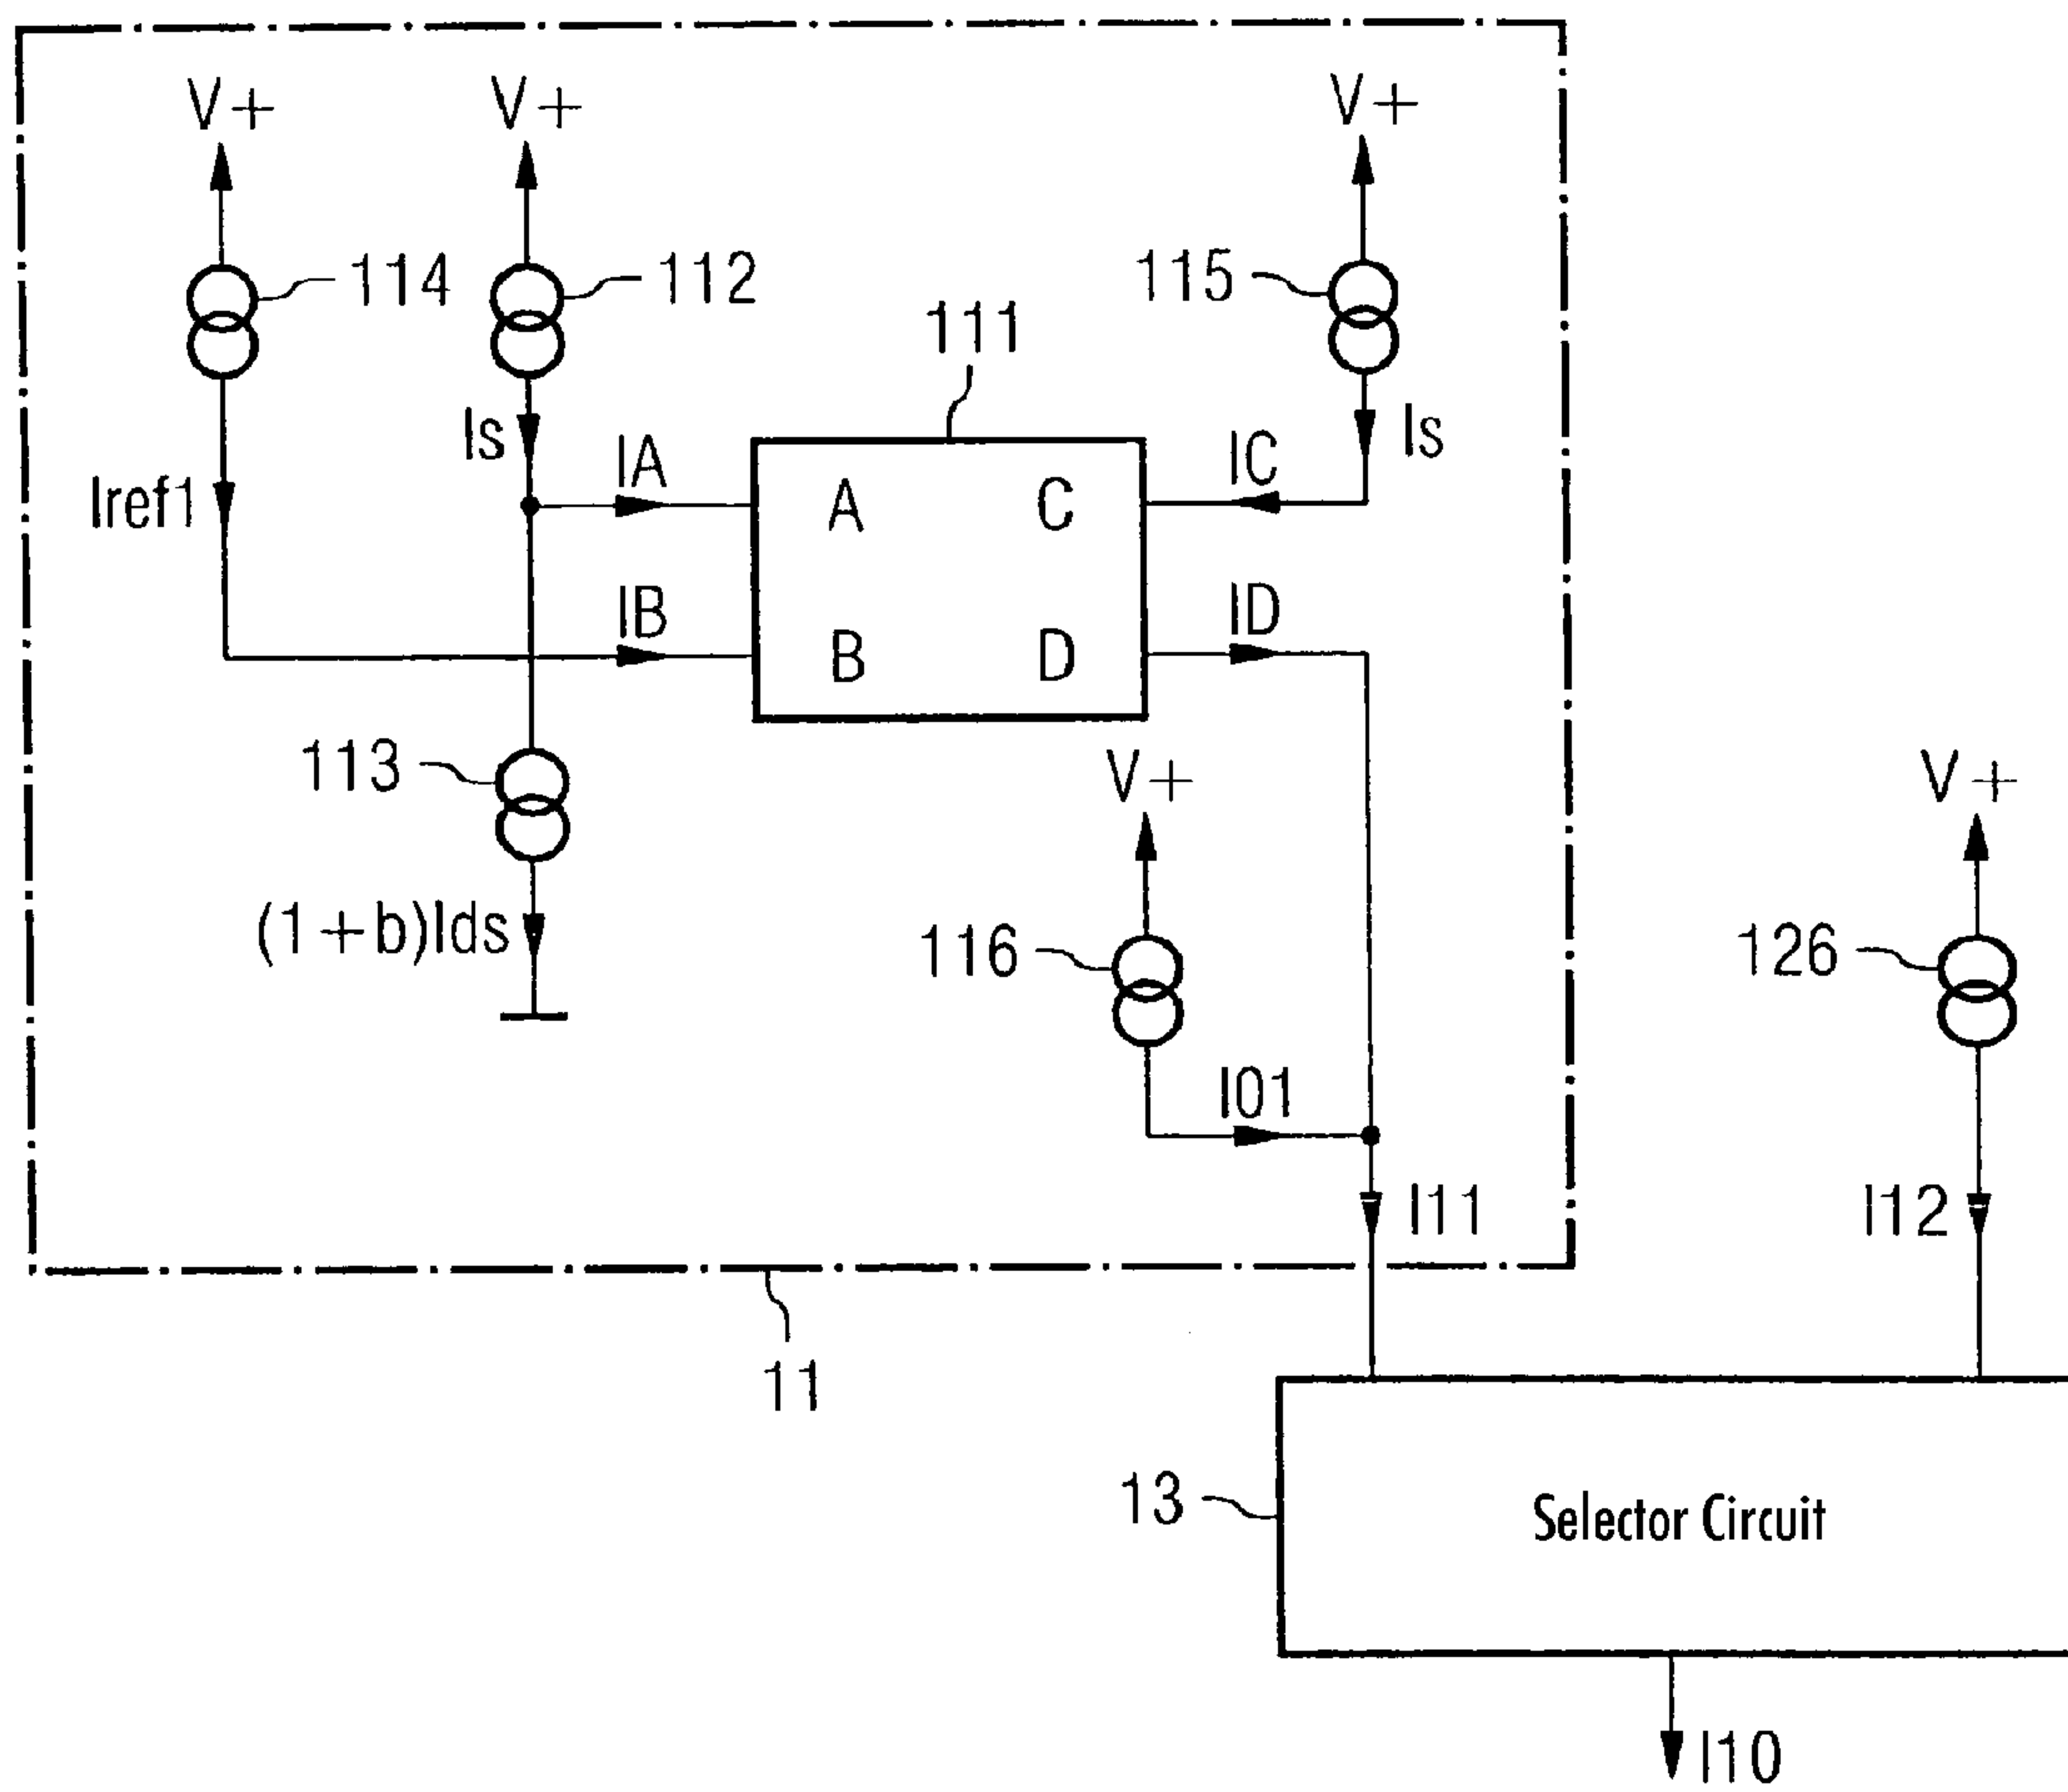 V+ V+ V+
114 112 115
111
Is IA IC Is
Iref1 A C
IB ID
B D
113 V+ V+
(1+b)Ids 116 126
I01
I11 I12
11
13 Selector Circuit
I10